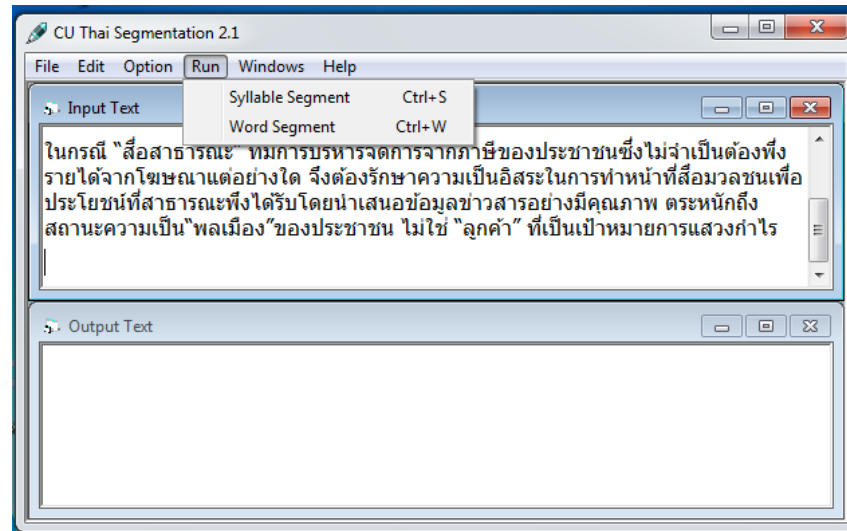 CU Thai Segmentation 2.1
File Edit Option Run Windows Help
Syllable Segment Ctrl+S
Word Segment Ctrl+W
Input Text
ในกรณี “สื่อสาธารณะ” ที่มีการบริหารจัดการจากภาษีของประชาชนซึ่งไม่จำเป็นต้องพึ่ง
รายได้จากโฆษณาแต่อย่างใด จึงต้องรักษาความเป็นอิสระในการทำหน้าที่สื่อมวลชนเพื่อ
ประโยชน์ที่สาธารณะพึงได้รับโดยนำเสนอข้อมูลข่าวสารอย่างมีคุณภาพ ตระหนักถึง
สถานะความเป็น“พลเมือง”ของประชาชน ไม่ใช่ “ลูกค้า” ที่เป็นเป้าหมายการแสวงกำไร
Output Text